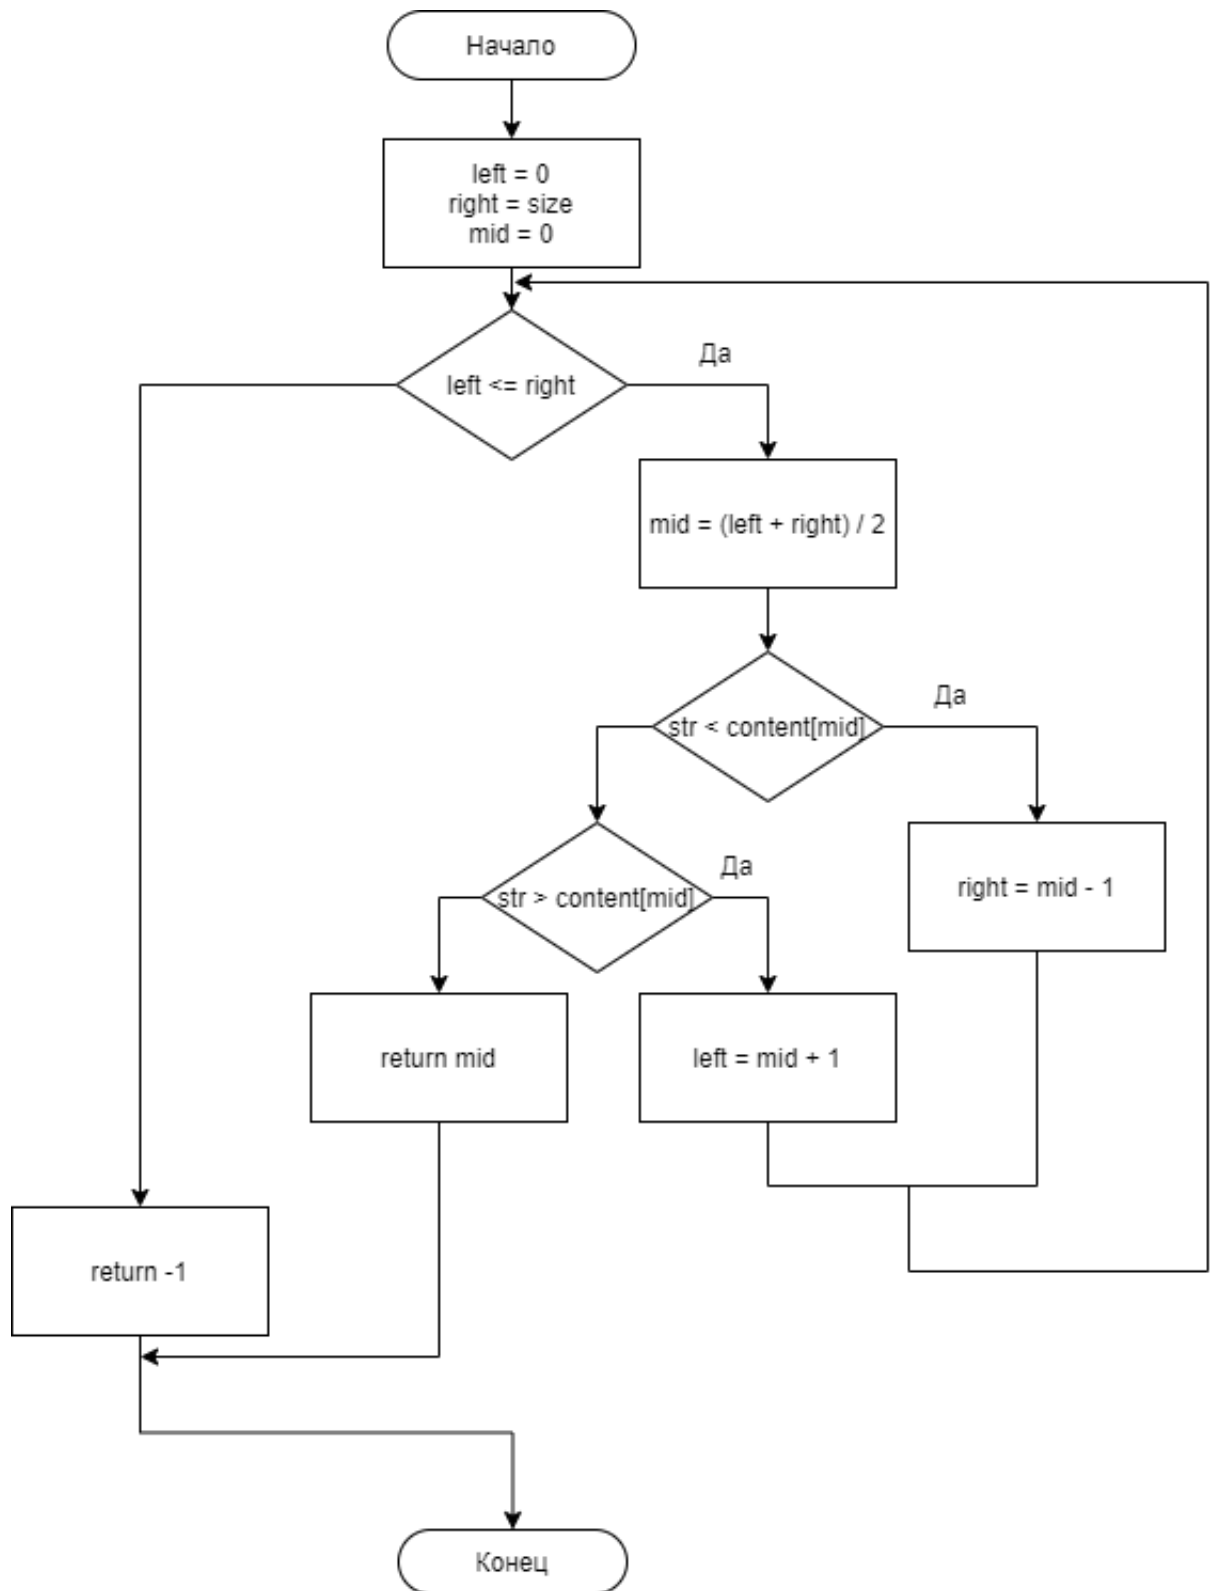 Начало
left = 0
right = size
mid = 0
left <= right
Да
mid = (left + right) / 2
str < content[mid]
Да
str > content[mid]
Да
right = mid - 1
return mid
left = mid + 1
return -1
Конец